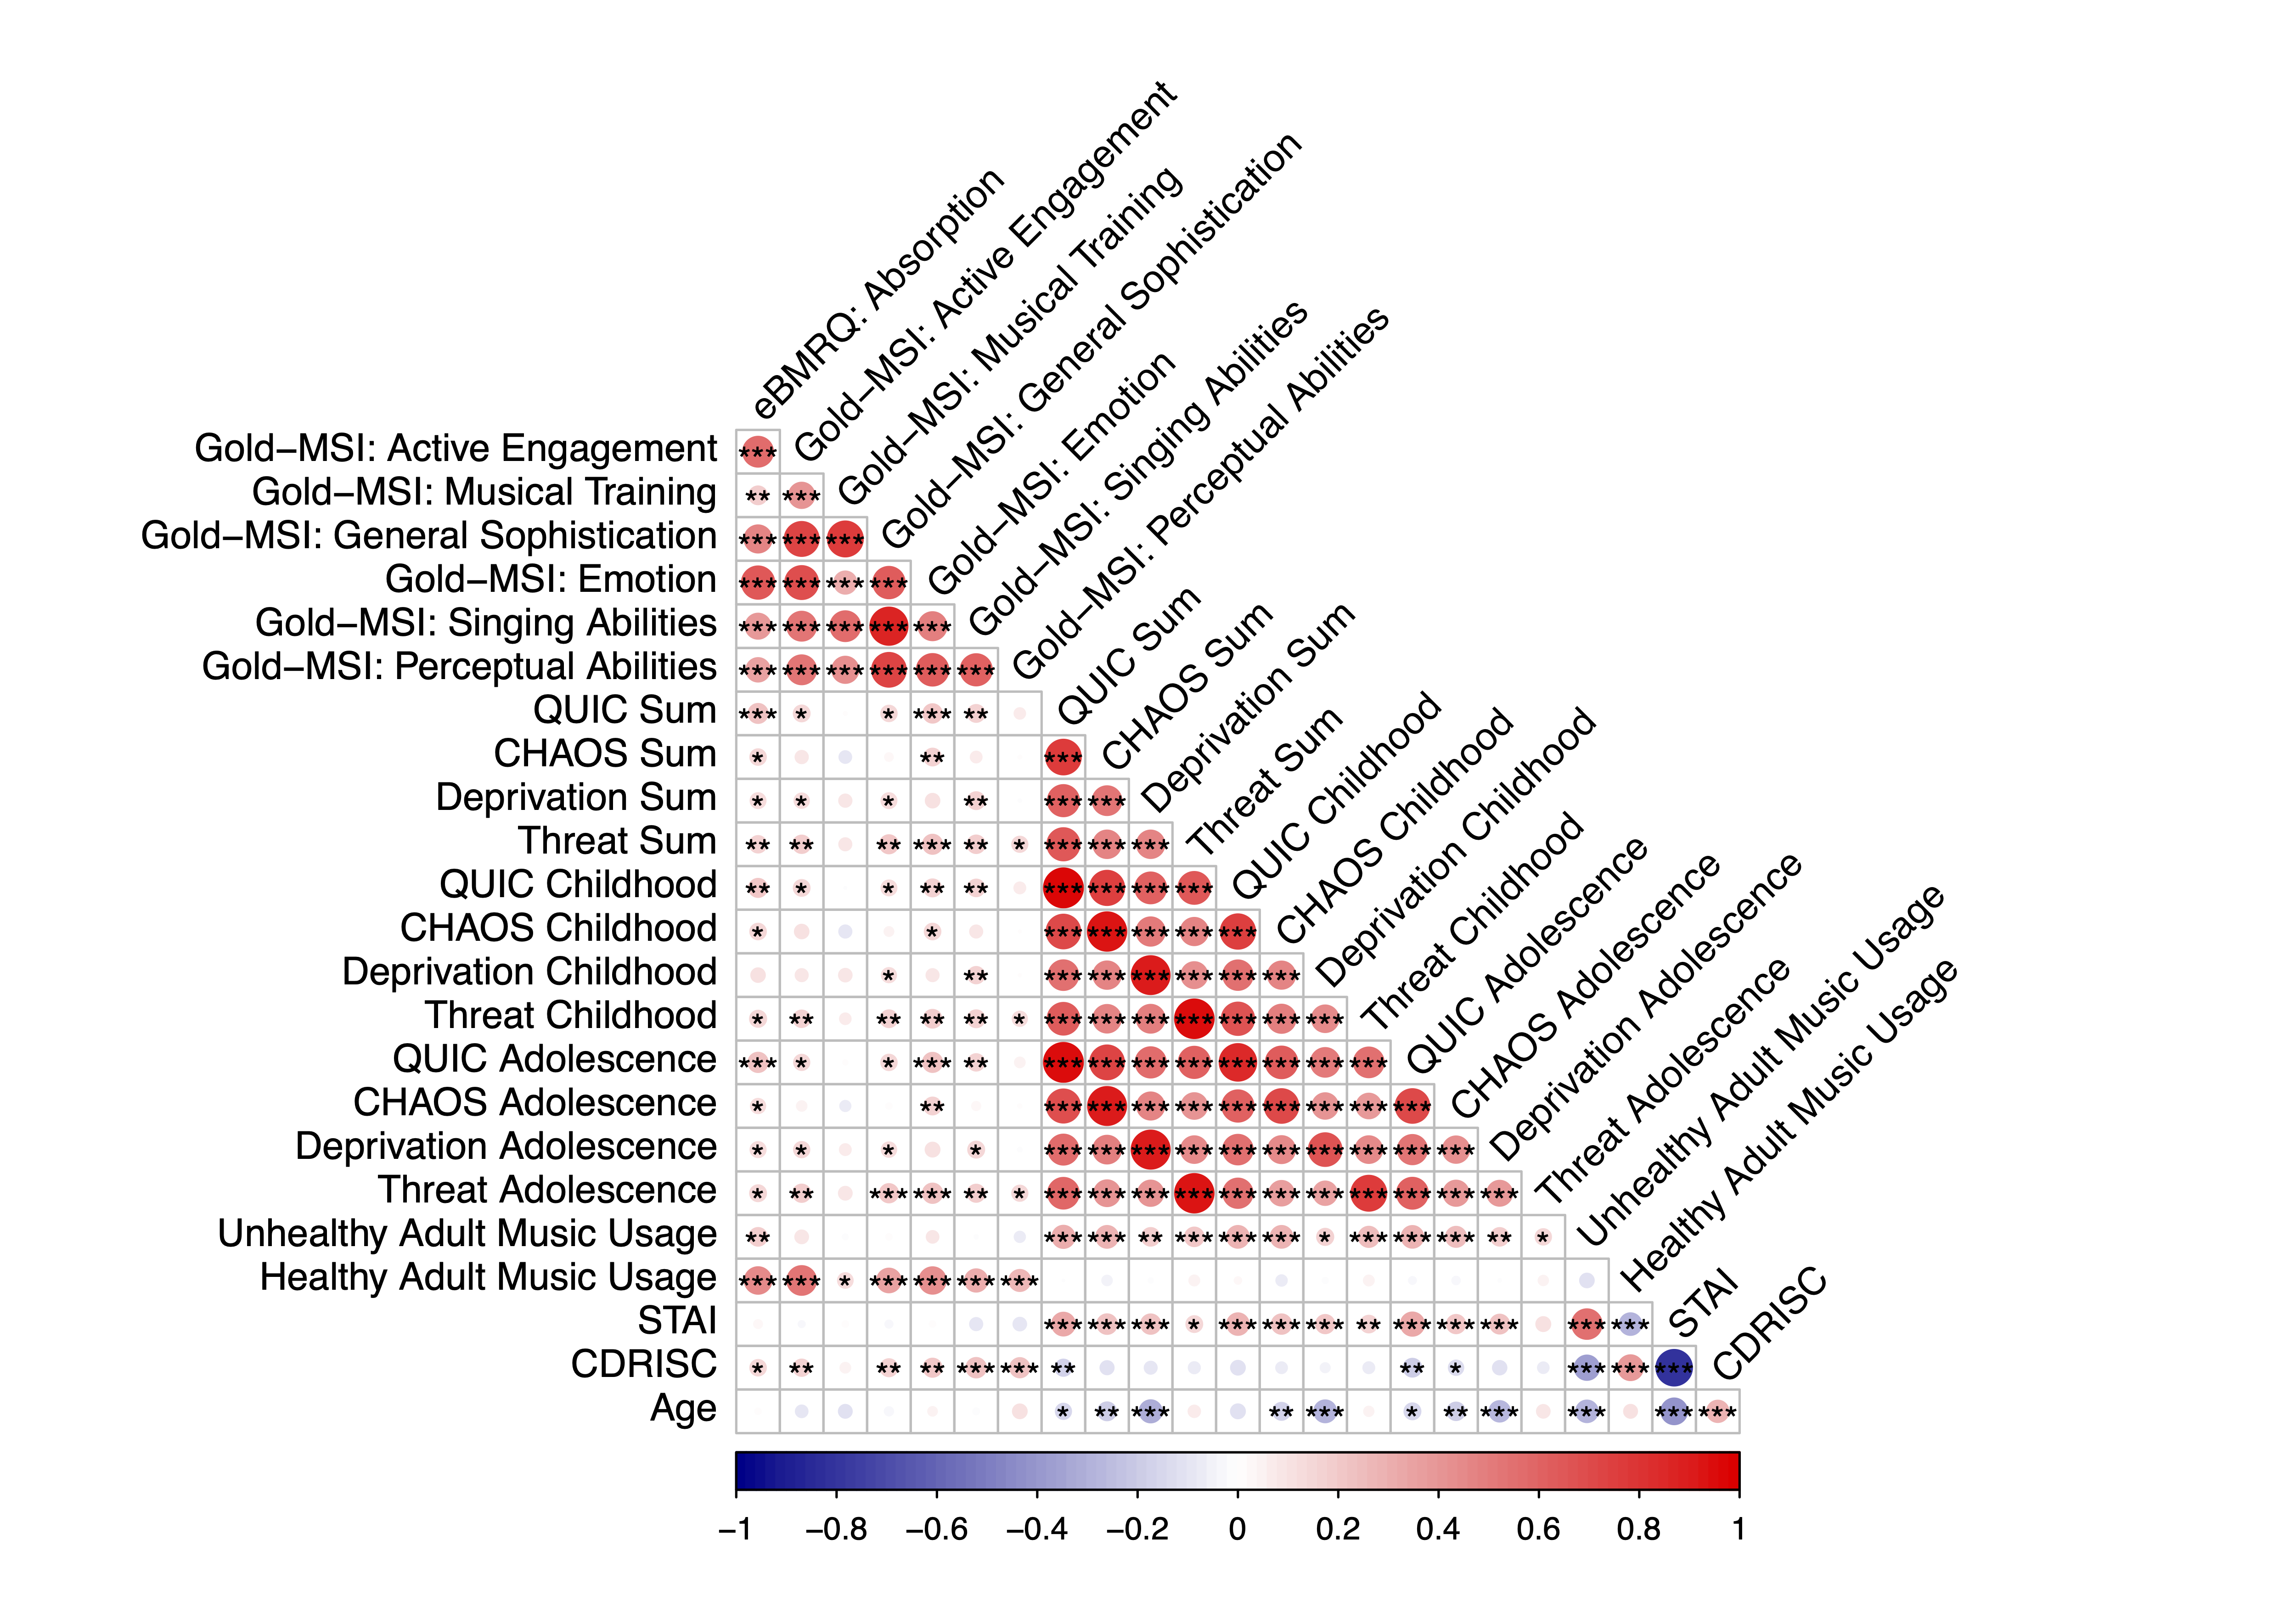 eBMRQ: Absorption
Gold−MSI: Active Engagement
Gold−MSI: Musical Training
Gold−MSI: General Sophistication
Gold−MSI: Emotion
Gold−MSI: Singing Abilities
Gold−MSI: Perceptual Abilities
QUIC Sum
CHAOS Sum
Deprivation Sum
Threat Sum
QUIC Childhood
CHAOS Childhood
Deprivation Childhood
Threat Childhood
QUIC Adolescence
CHAOS Adolescence
Deprivation Adolescence
Threat Adolescence
Unhealthy Adult Music Usage
Healthy Adult Music Usage
STAI
CDRISC
Gold−MSI: Active Engagement ***
Gold−MSI: Musical Training ** ***
Gold−MSI: General Sophistication *** *** ***
Gold−MSI: Emotion *** *** *** ***
Gold−MSI: Singing Abilities *** *** *** *** ***
Gold−MSI: Perceptual Abilities *** *** *** *** *** ***
QUIC Sum *** * * *** **
CHAOS Sum * ** ***
Deprivation Sum * * * ** *** ***
Threat Sum ** ** ** *** ** * *** *** ***
QUIC Childhood ** * * ** ** *** *** *** ***
CHAOS Childhood * * *** *** *** *** ***
Deprivation Childhood * ** *** *** *** *** *** ***
Threat Childhood * ** ** ** ** * *** *** *** *** *** *** ***
QUIC Adolescence *** * * *** ** *** *** *** *** *** *** *** ***
CHAOS Adolescence * ** *** *** *** *** *** *** *** *** ***
Deprivation Adolescence * * * * *** *** *** *** *** *** *** *** *** ***
Threat Adolescence * ** *** *** ** * *** *** *** *** *** *** *** *** *** *** ***
Unhealthy Adult Music Usage ** *** *** ** *** *** *** * *** *** *** ** *
Healthy Adult Music Usage *** *** * *** *** *** ***
STAI *** *** *** * *** *** *** ** *** *** *** *** ***
CDRISC * ** ** ** *** *** ** ** * *** *** ***
Age * ** *** ** *** * ** *** *** *** ***
−1 −0.8 −0.6 −0.4 −0.2 0 0.2 0.4 0.6 0.8 1